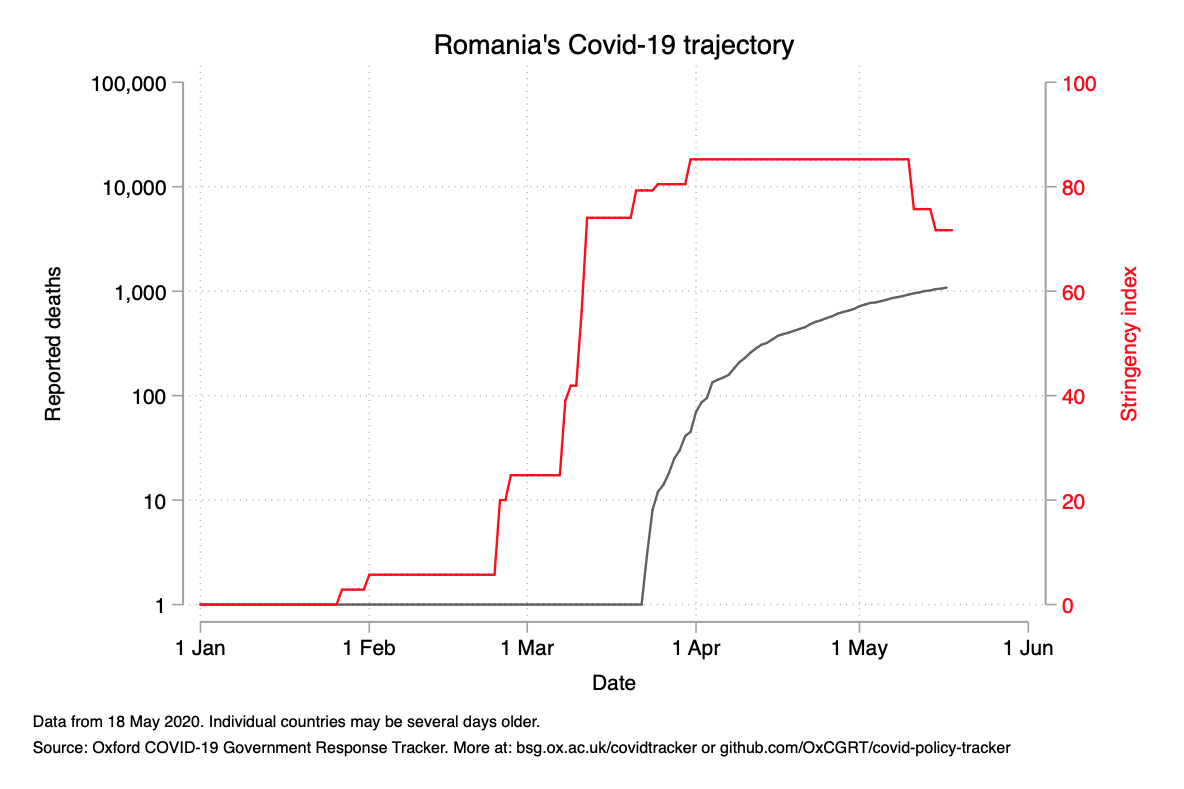 Romania's Covid-19 trajectory
100,000
10,000
1,000
100
10
1
Reported deaths
100
80
60
40
20
0
Stringency index
1 Jan
1 Feb
1 Mar
1 Apr
1 May
1 Jun
Date
Data from 18 May 2020. Individual countries may be several days older.
Source: Oxford COVID-19 Government Response Tracker. More at: bsg.ox.ac.uk/covidtracker or github.com/OxCGRT/covid-policy-tracker